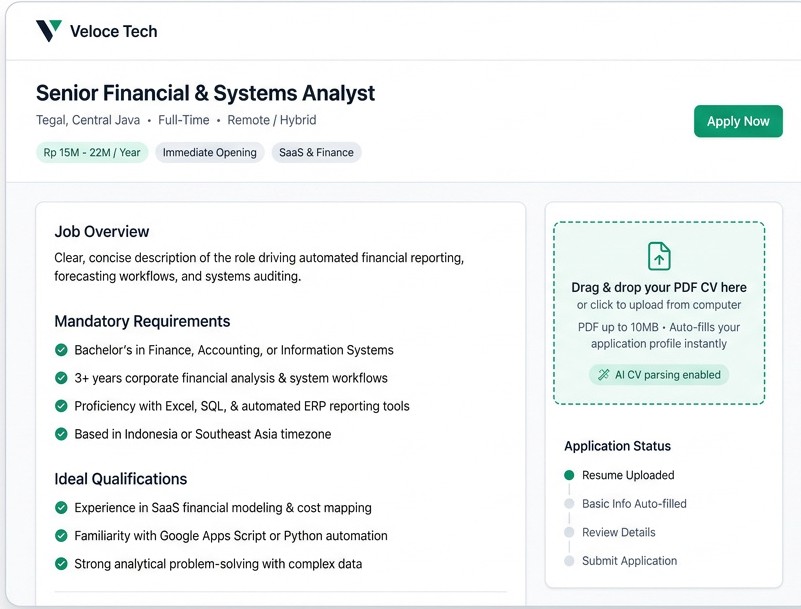 Veloce Tech
Senior Financial & Systems Analyst
Tegal, Central Java • Full-Time • Remote / Hybrid
Apply Now
Rp 15M - 22M / Year
Immediate Opening
SaaS & Finance
Job Overview
Clear, concise description of the role driving automated financial reporting,
forecasting workflows, and systems auditing.
Mandatory Requirements
Bachelor's in Finance, Accounting, or Information Systems
3+ years corporate financial analysis & system workflows
Proficiency with Excel, SQL, & automated ERP reporting tools
Based in Indonesia or Southeast Asia timezone
Ideal Qualifications
Experience in SaaS financial modeling & cost mapping
Familiarity with Google Apps Script or Python automation
Strong analytical problem-solving with complex data
Drag & drop your PDF CV here
or click to upload from computer
PDF up to 10MB • Auto-fills your
application profile instantly
AI CV parsing enabled
Application Status
Resume Uploaded
Basic Info Auto-filled
Review Details
Submit Application